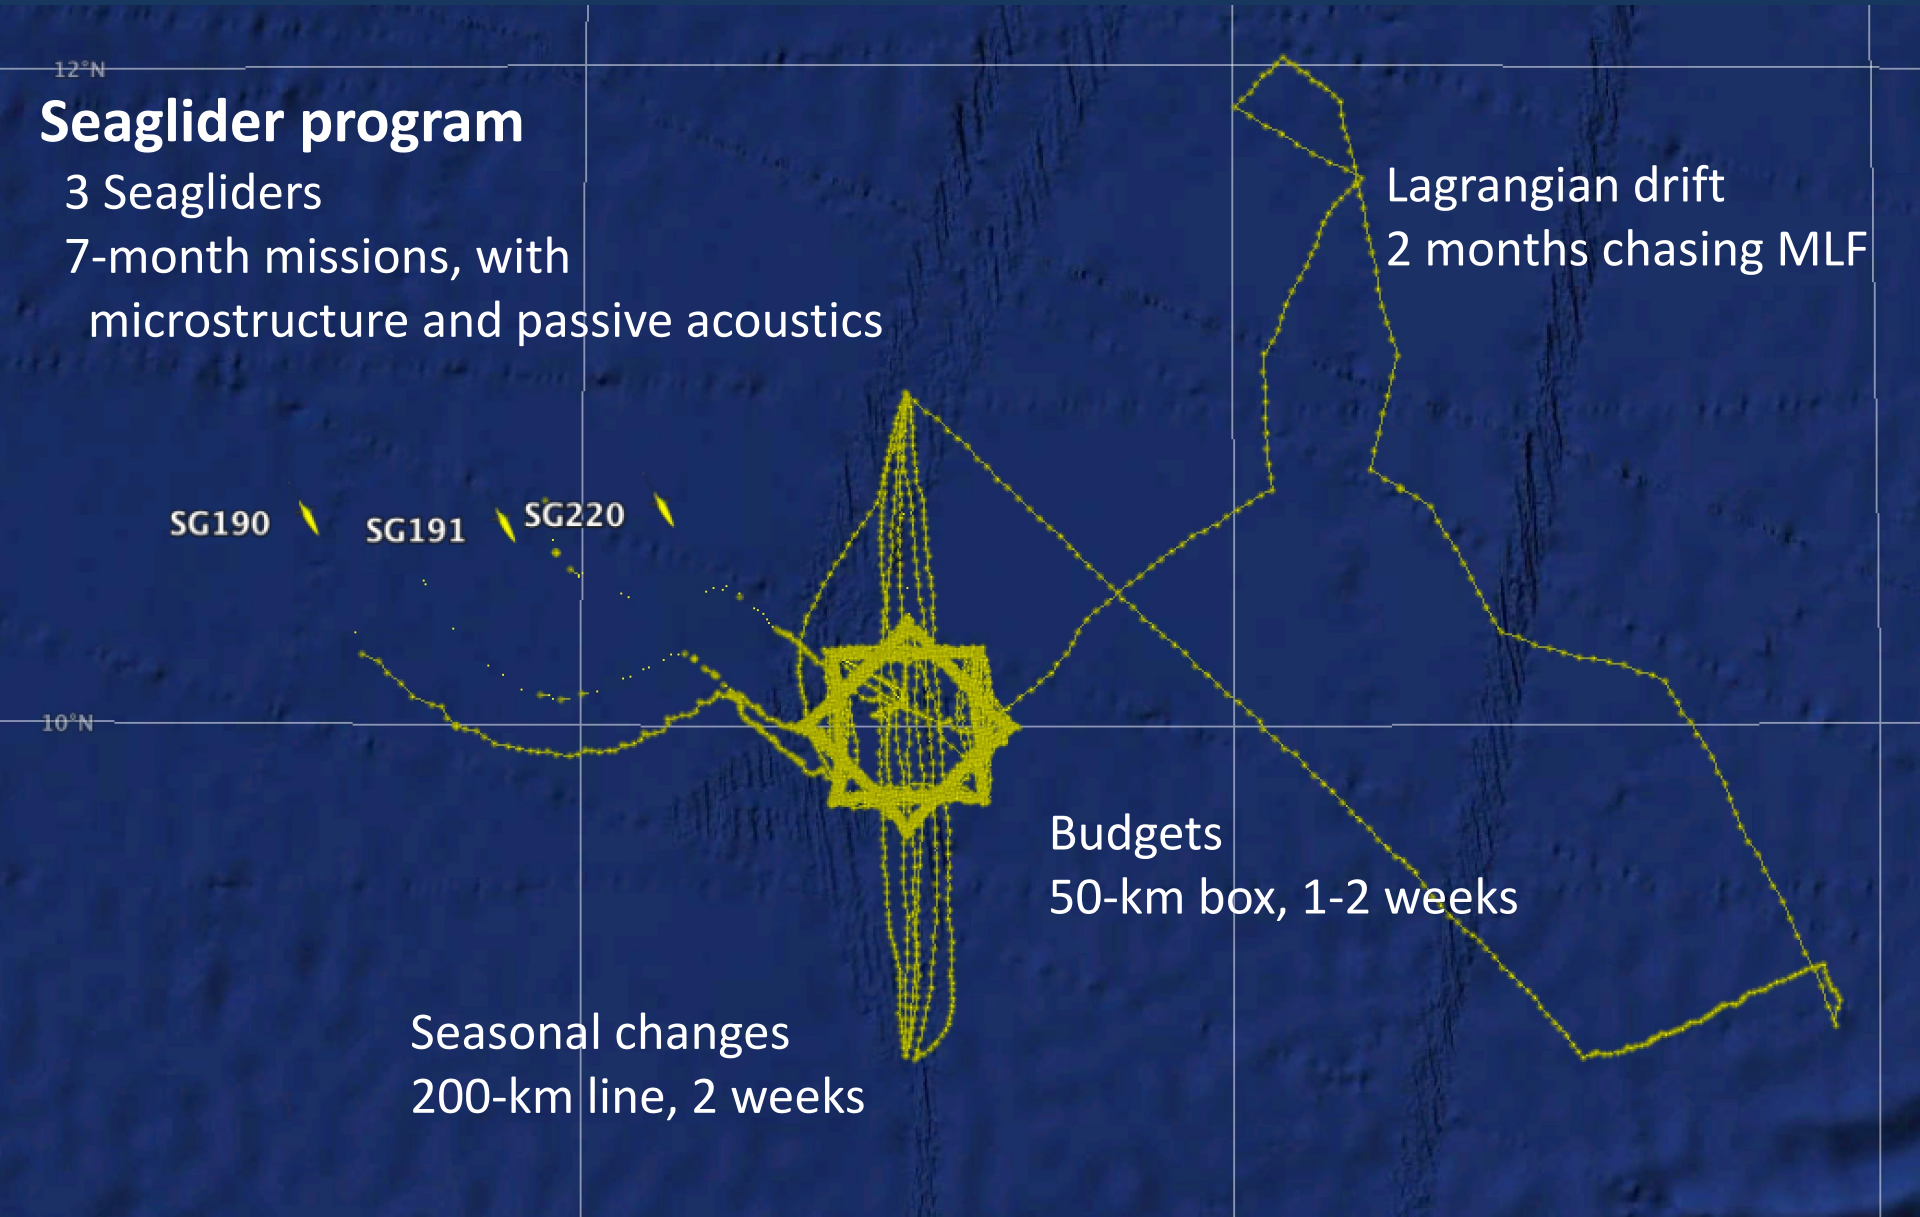 12°N
Seaglider program
3 Seagliders
7-month missions, with
microstructure and passive acoustics
Lagrangian drift
2 months chasing MLF
SG190
SG191
SG220
10°N
Budgets
50-km box, 1-2 weeks
Seasonal changes
200-km line, 2 weeks